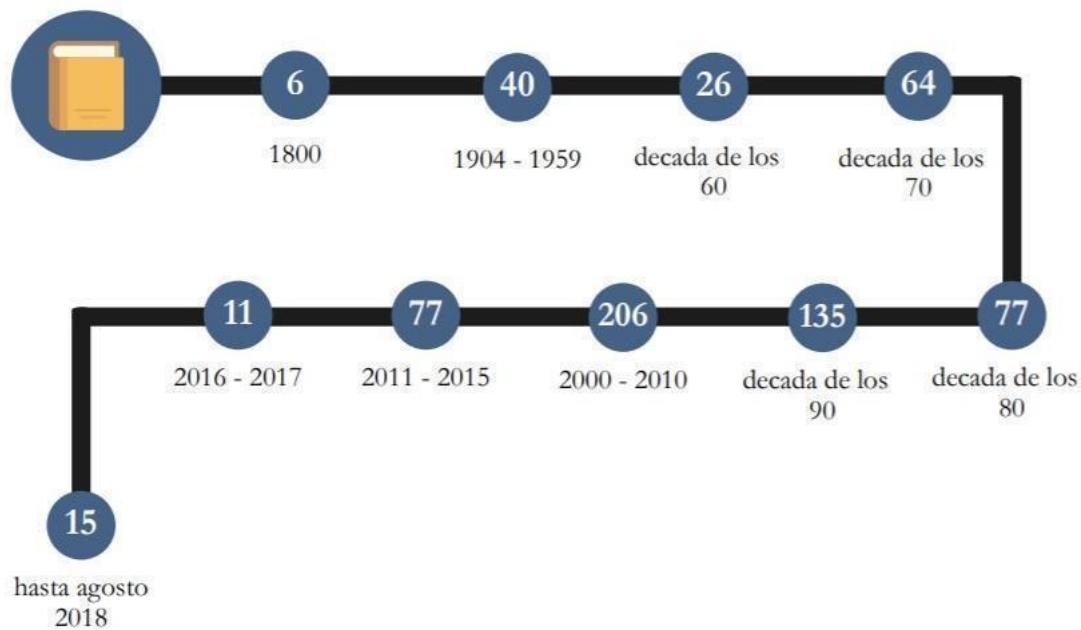 6
1800
40
1904 - 1959
26
decada de los
60
64
decada de los
70
77
decada de los
80
135
decada de los
90
206
2000 - 2010
77
2011 - 2015
11
2016 - 2017
15
hasta agosto
2018